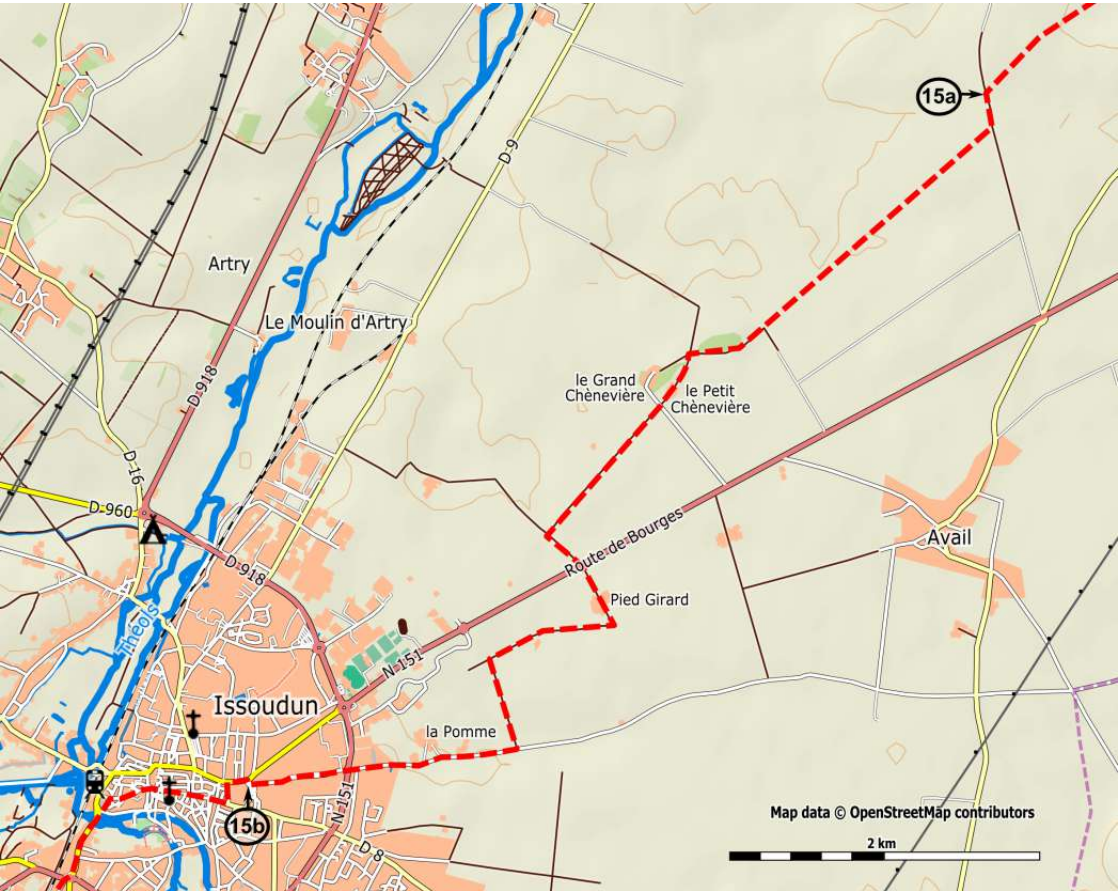 15a
D-9
Artry
Le Moulin d'Artry
D-918
le Grand
Chènevière
le Petit
Chènevière
D-16
D-960
D-918
Route de Bourges
Avail
Pied Girard
Théols
N-151
Issoudun
la Pomme
N-151
15b
D-8
Map data © OpenStreetMap contributors
2 km